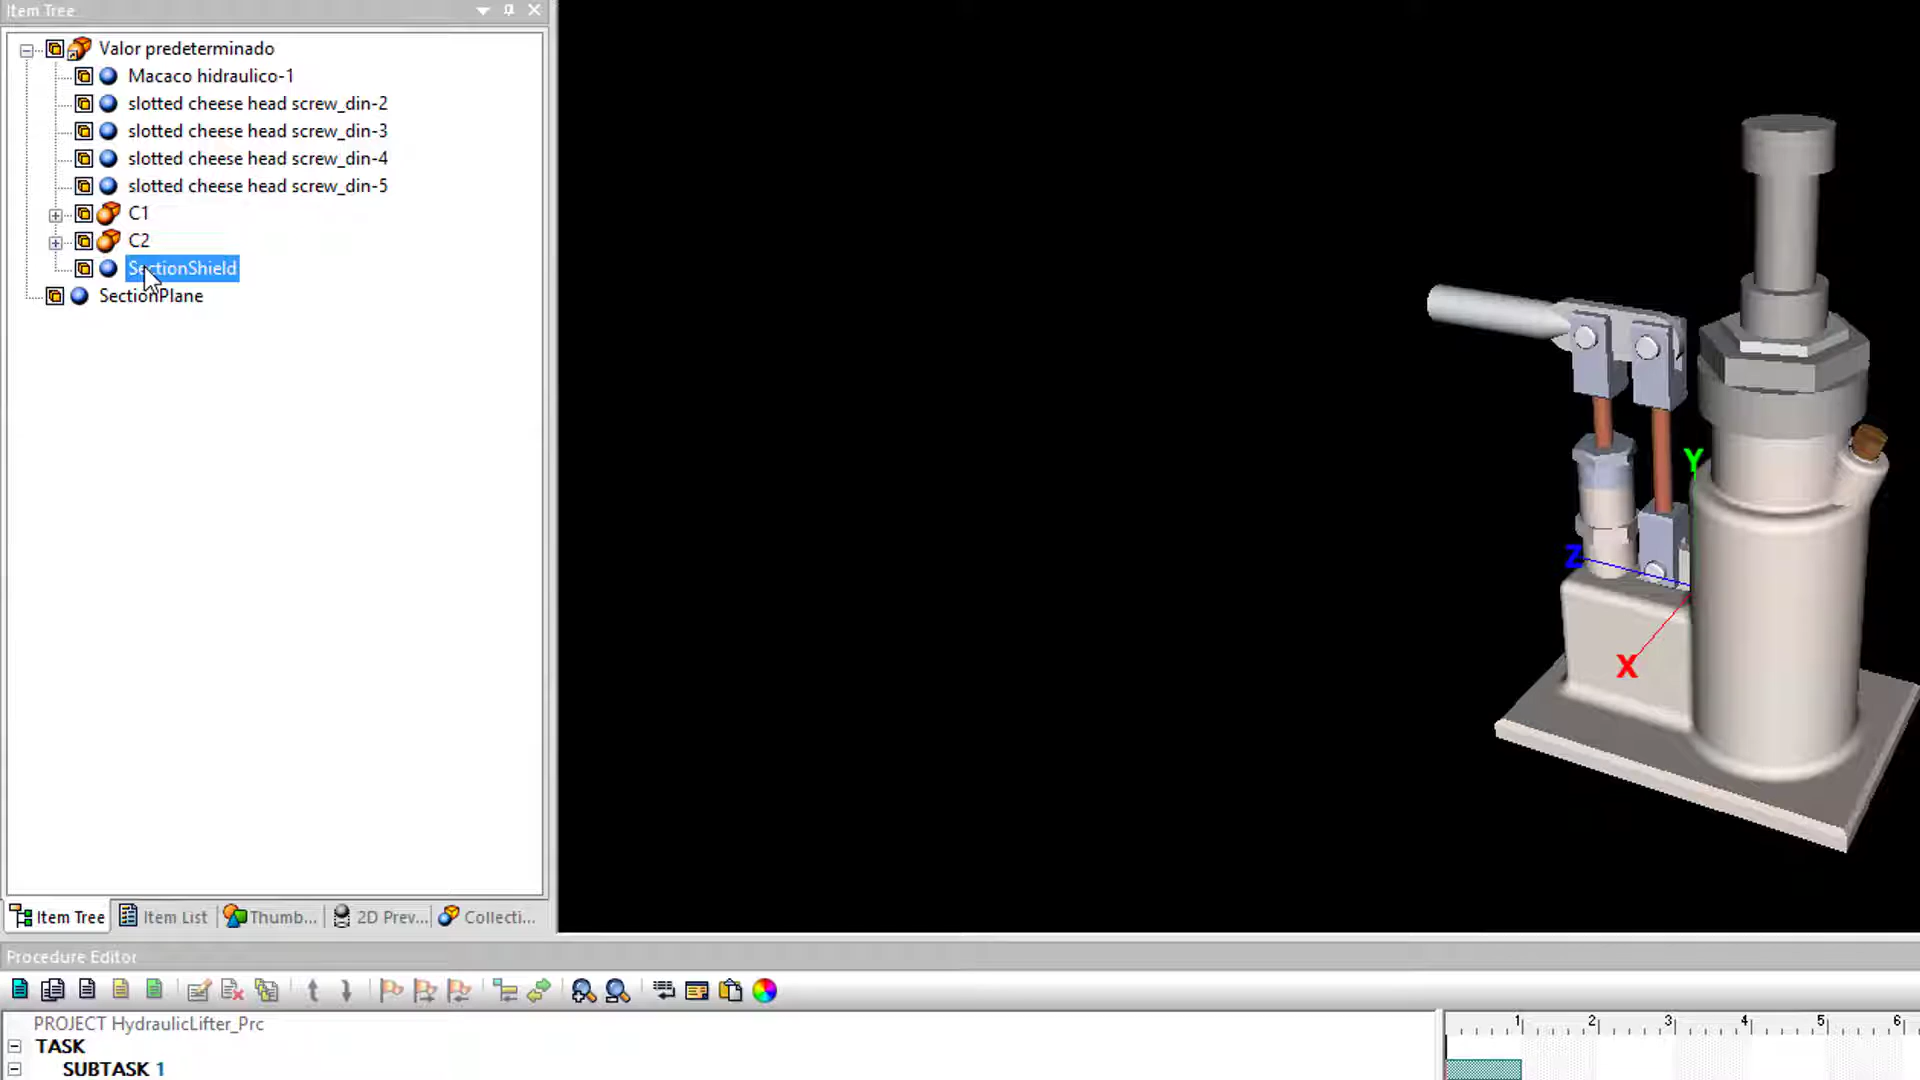 Item Tree
Valor predeterminado
Macaco hidraulico-1
slotted cheese head screw_din-2
slotted cheese head screw_din-3
slotted cheese head screw_din-4
slotted cheese head screw_din-5
C1
C2
SectionShield
SectionPlane
Y
Z
X
Item Tree Item List Thumb... 2D Prev... Collecti...
Procedure Editor
PROJECT HydraulicLifter_Prc
1 2 3 4 5 6
TASK
SUBTASK 1